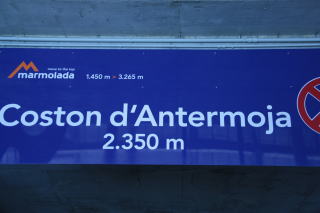 move to the top
marmolada
1.450 m > 3.265 m
Coston d'Antermoja
2.350 m